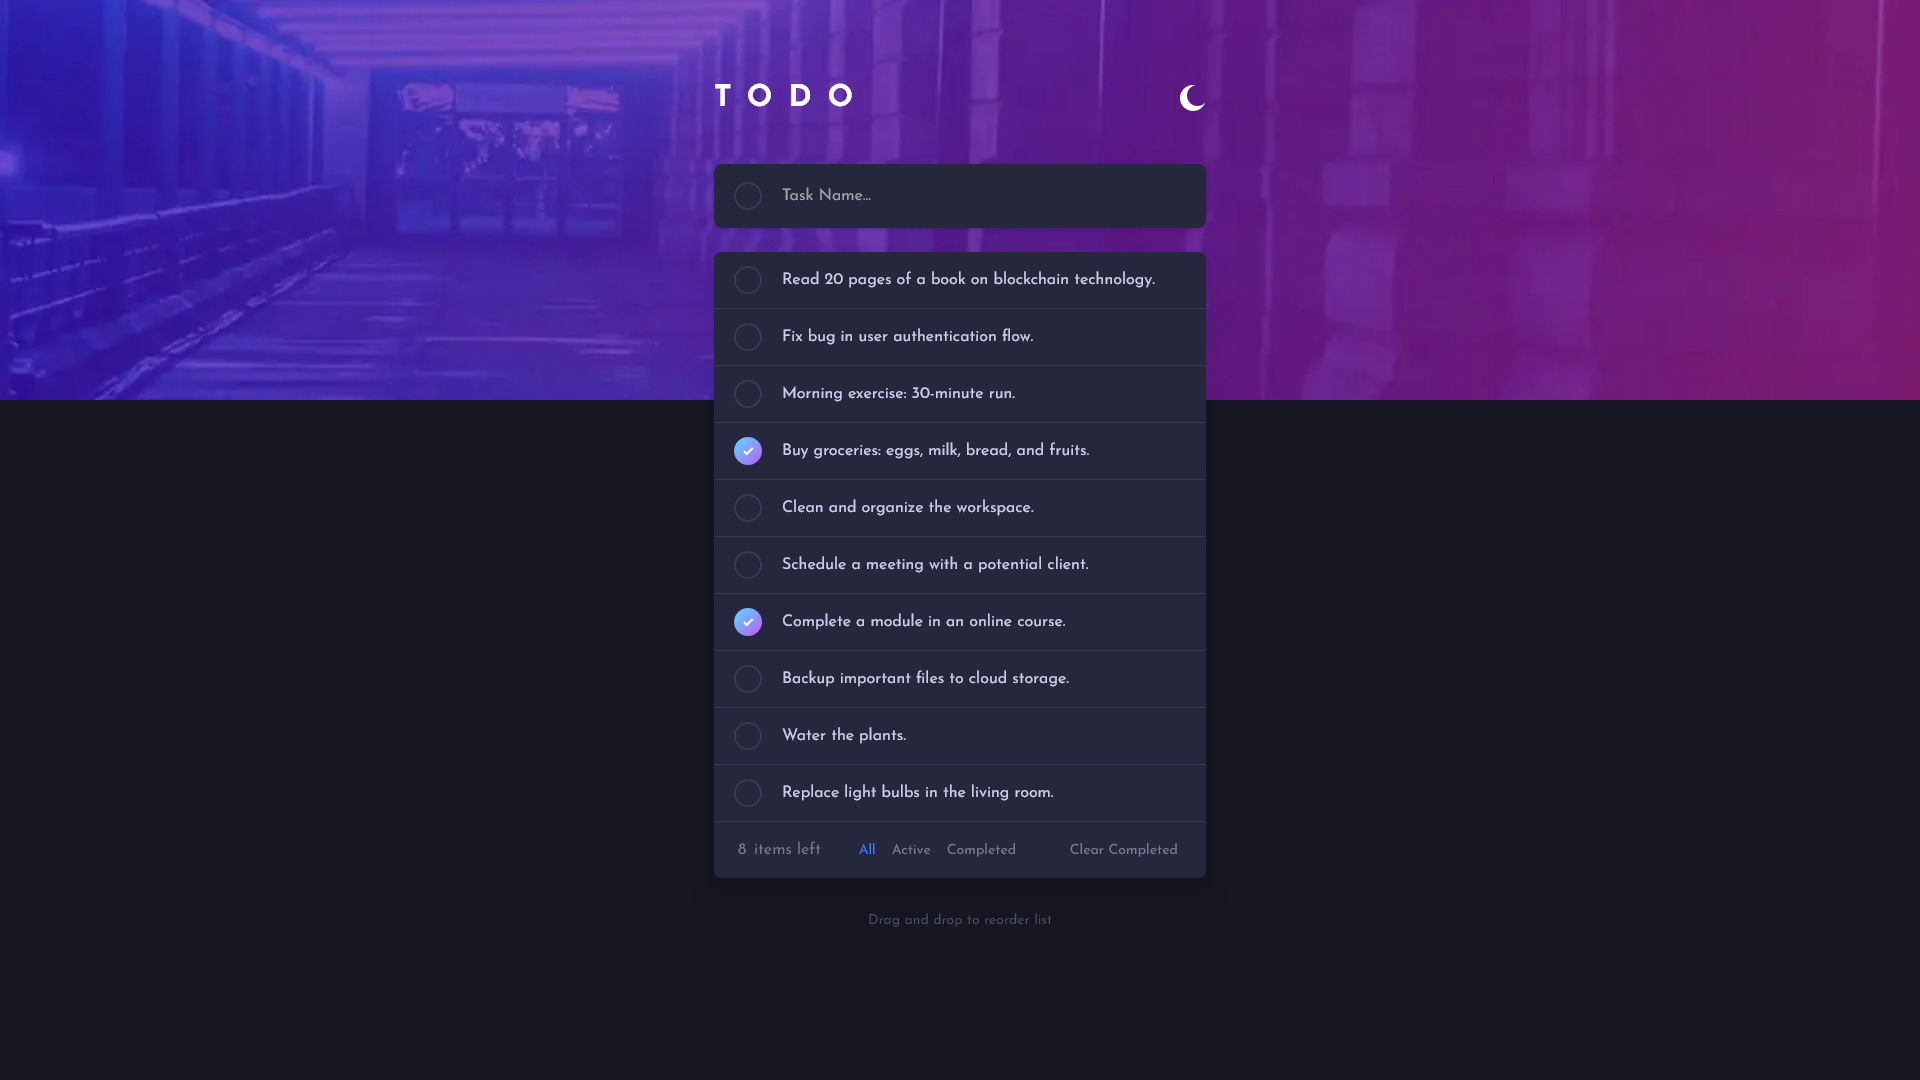 TODO
Task Name...
Read 20 pages of a book on blockchain technology.
Fix bug in user authentication flow.
Morning exercise: 30-minute run.
Buy groceries: eggs, milk, bread, and fruits.
Clean and organize the workspace.
Schedule a meeting with a potential client.
Complete a module in an online course.
Backup important files to cloud storage.
Water the plants.
Replace light bulbs in the living room.
8 items left All Active Completed Clear Completed
Drag and drop to reorder list